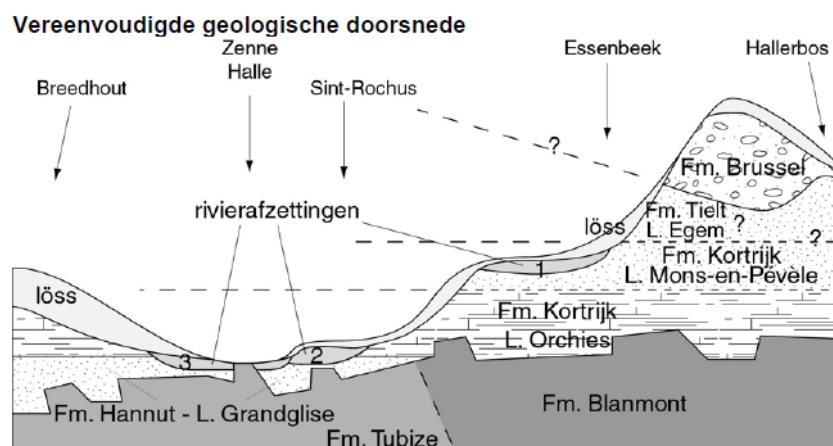 Vereenvoudigde geologische doorsnede
Zenne
Halle
Essenbeek
Hallerbos
Breedhout
Sint-Rochus
?
Fm. Brussel
rivierafzettingen
löss
Fm. Tielt
L. Egem
?
?
1
Fm. Kortrijk
L. Mons-en-Pévèle
löss
Fm. Kortrijk
L. Orchies
3
2
Fm. Hannut - L. Grandglise
Fm. Blanmont
Fm. Tubize